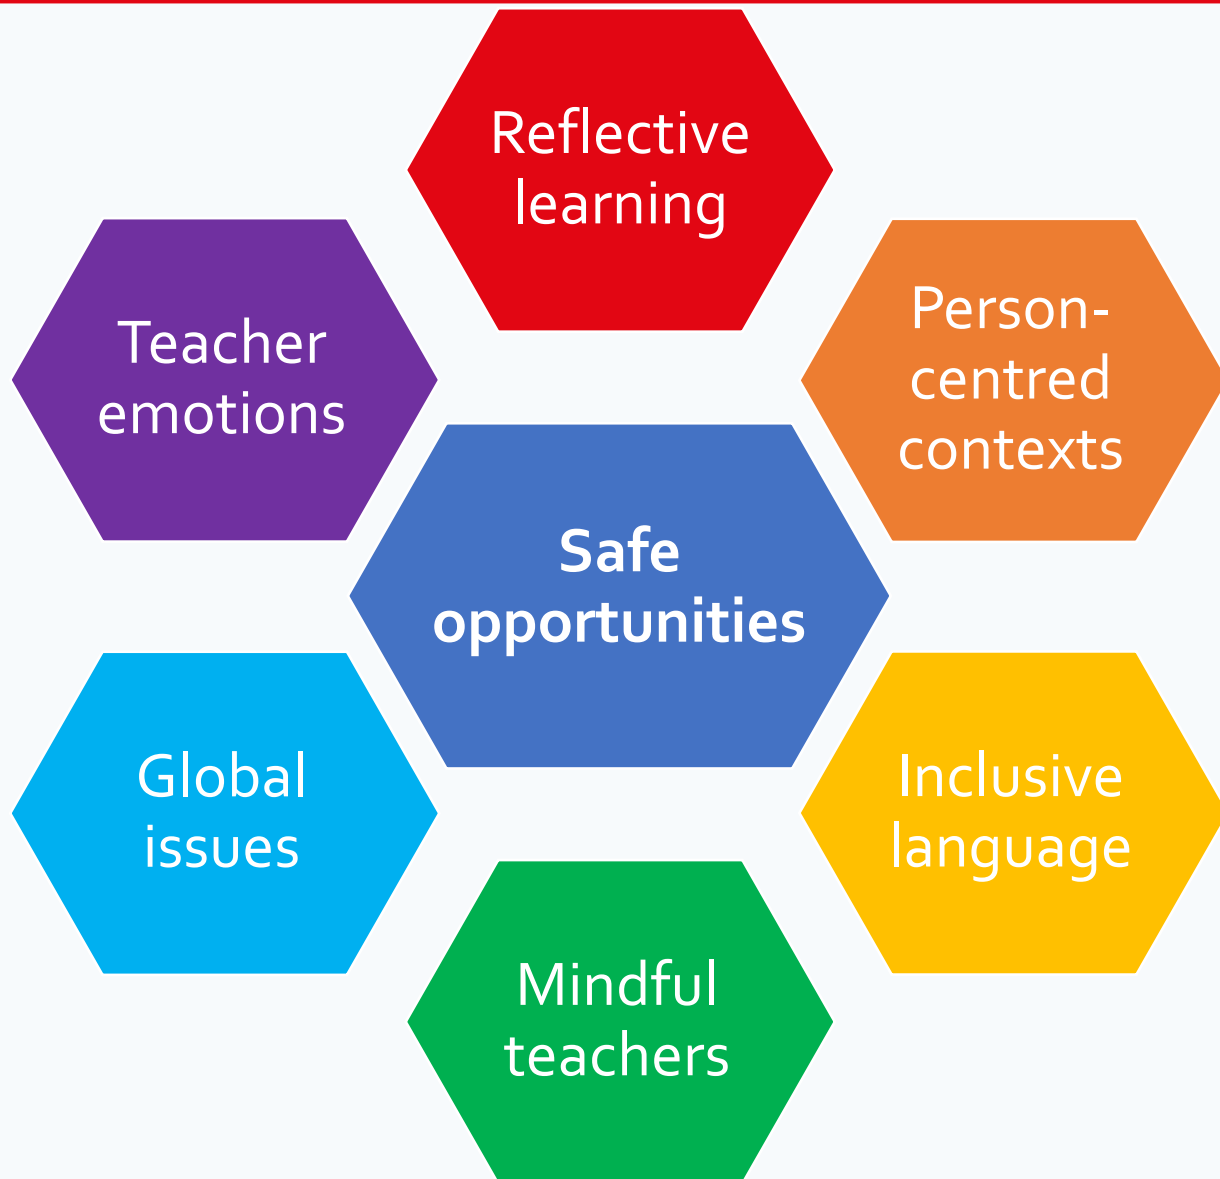 Reflective
learning
Teacher
emotions
Person-
centred
contexts
Safe
opportunities
Global
issues
Inclusive
language
Mindful
teachers